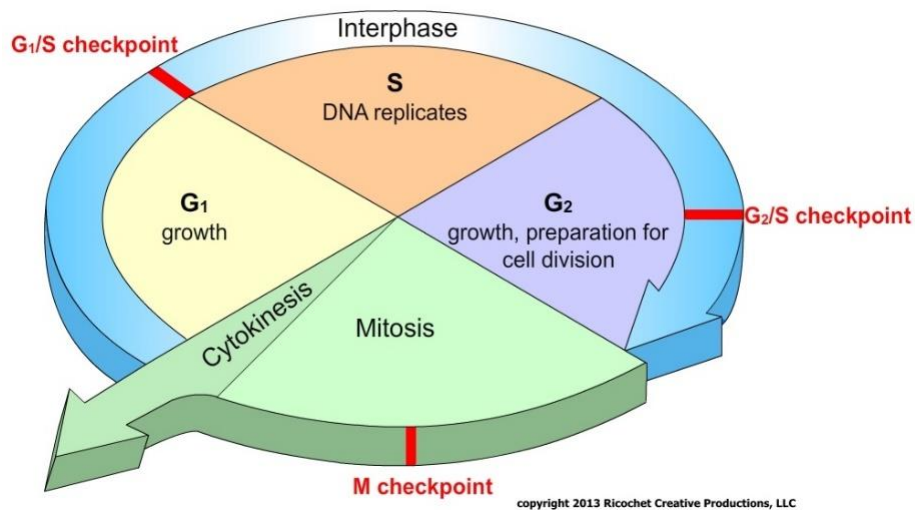 Interphase
G₁/S checkpoint
S
DNA replicates
G₁
growth
G₂
growth, preparation for
cell division
G₂/S checkpoint
Cytokinesis
Mitosis
M checkpoint
copyright 2013 Ricochet Creative Productions, LLC